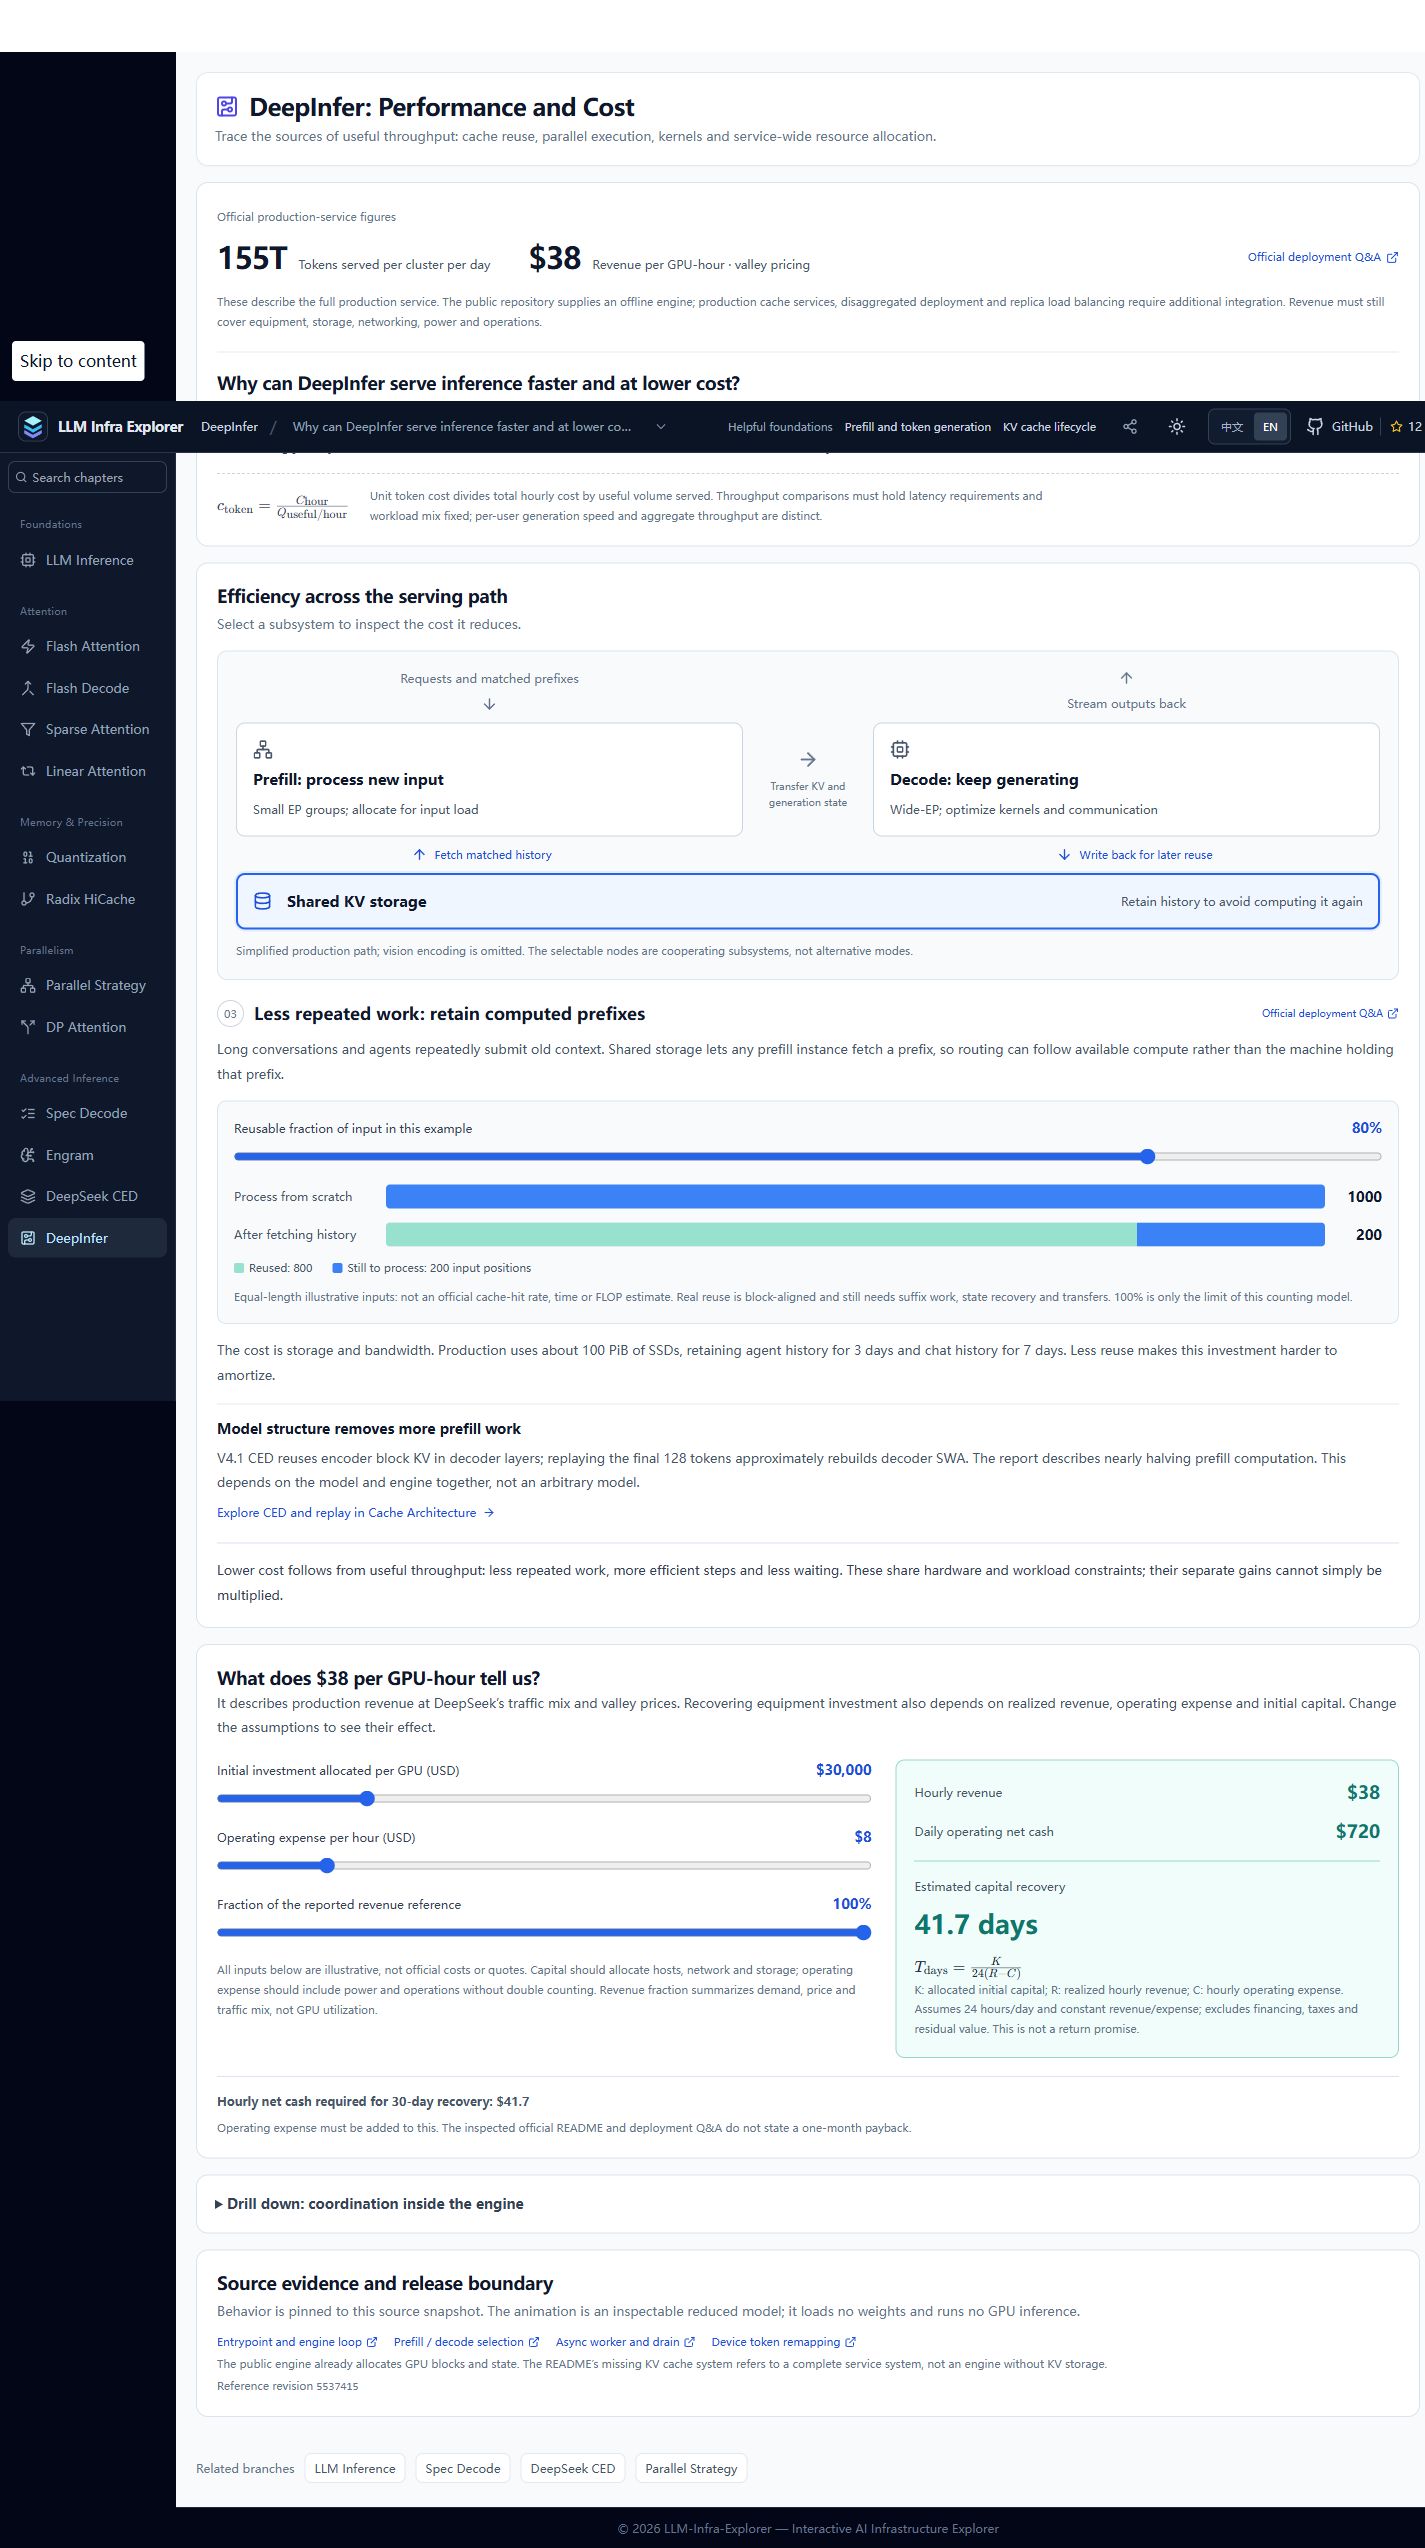 DeepInfer: Performance and Cost
Trace the sources of useful throughput: cache reuse, parallel execution, kernels and service-wide resource allocation.
Official production-service figures
155T Tokens served per cluster per day $38 Revenue per GPU-hour · valley pricing
Official deployment Q&A
These describe the full production service. The public repository supplies an offline engine; production cache services, disaggregated deployment and replica load balancing require additional integration. Revenue must still
cover equipment, storage, networking, power and operations.
Skip to content
Why can DeepInfer serve inference faster and at lower cost?
LLM Infra Explorer DeepInfer / Why can DeepInfer serve inference faster and at lower co... Helpful foundations Prefill and token generation KV cache lifecycle 中文 EN GitHub 12
Search chapters
Foundations
LLM Inference
Attention
Flash Attention
Flash Decode
Sparse Attention
Linear Attention
Memory & Precision
Quantization
Radix HiCache
Parallelism
Parallel Strategy
DP Attention
Advanced Inference
Spec Decode
Engram
DeepSeek CED
DeepInfer
c_token = C_hour / Q_useful/hour
Unit token cost divides total hourly cost by useful volume served. Throughput comparisons must hold latency requirements and
workload mix fixed; per-user generation speed and aggregate throughput are distinct.
Efficiency across the serving path
Select a subsystem to inspect the cost it reduces.
Requests and matched prefixes
↓
↑
Stream outputs back
Prefill: process new input
Small EP groups; allocate for input load
→
Transfer KV and
generation state
Decode: keep generating
Wide-EP; optimize kernels and communication
↑ Fetch matched history
↓ Write back for later reuse
Shared KV storage
Retain history to avoid computing it again
Simplified production path; vision encoding is omitted. The selectable nodes are cooperating subsystems, not alternative modes.
03 Less repeated work: retain computed prefixes
Official deployment Q&A
Long conversations and agents repeatedly submit old context. Shared storage lets any prefill instance fetch a prefix, so routing can follow available compute rather than the machine holding
that prefix.
Reusable fraction of input in this example 80%
Process from scratch 1000
After fetching history 200
Reused: 800 Still to process: 200 input positions
Equal-length illustrative inputs: not an official cache-hit rate, time or FLOP estimate. Real reuse is block-aligned and still needs suffix work, state recovery and transfers. 100% is only the limit of this counting model.
The cost is storage and bandwidth. Production uses about 100 PiB of SSDs, retaining agent history for 3 days and chat history for 7 days. Less reuse makes this investment harder to
amortize.
Model structure removes more prefill work
V4.1 CED reuses encoder block KV in decoder layers; replaying the final 128 tokens approximately rebuilds decoder SWA. The report describes nearly halving prefill computation. This
depends on the model and engine together, not an arbitrary model.
Explore CED and replay in Cache Architecture →
Lower cost follows from useful throughput: less repeated work, more efficient steps and less waiting. These share hardware and workload constraints; their separate gains cannot simply be
multiplied.
What does $38 per GPU-hour tell us?
It describes production revenue at DeepSeek's traffic mix and valley prices. Recovering equipment investment also depends on realized revenue, operating expense and initial capital. Change
the assumptions to see their effect.
Initial investment allocated per GPU (USD) $30,000
Operating expense per hour (USD) $8
Fraction of the reported revenue reference 100%
All inputs below are illustrative, not official costs or quotes. Capital should allocate hosts, network and storage; operating
expense should include power and operations without double counting. Revenue fraction summarizes demand, price and
traffic mix, not GPU utilization.
Hourly revenue $38
Daily operating net cash $720
Estimated capital recovery
41.7 days
T_days = K / 24(R−C)
K: allocated initial capital; R: realized hourly revenue; C: hourly operating expense.
Assumes 24 hours/day and constant revenue/expense; excludes financing, taxes and
residual value. This is not a return promise.
Hourly net cash required for 30-day recovery: $41.7
Operating expense must be added to this. The inspected official README and deployment Q&A do not state a one-month payback.
▶ Drill down: coordination inside the engine
Source evidence and release boundary
Behavior is pinned to this source snapshot. The animation is an inspectable reduced model; it loads no weights and runs no GPU inference.
Entrypoint and engine loop Prefill / decode selection Async worker and drain Device token remapping
The public engine already allocates GPU blocks and state. The README's missing KV cache system refers to a complete service system, not an engine without KV storage.
Reference revision 5537415
Related branches LLM Inference Spec Decode DeepSeek CED Parallel Strategy
© 2026 LLM-Infra-Explorer — Interactive AI Infrastructure Explorer